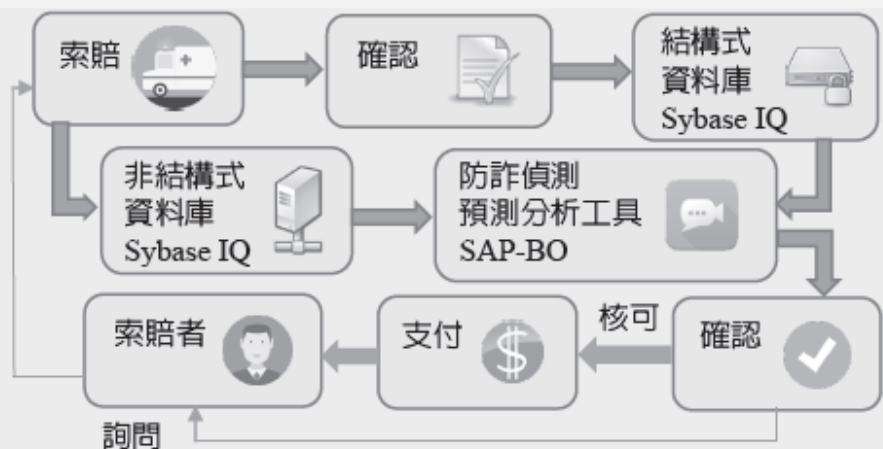 索賠
確認
結構式
資料庫
Sybase IQ
非結構式
資料庫
Sybase IQ
防詐偵測
預測分析工具
SAP-BO
索賠者
支付
核可
確認
詢問